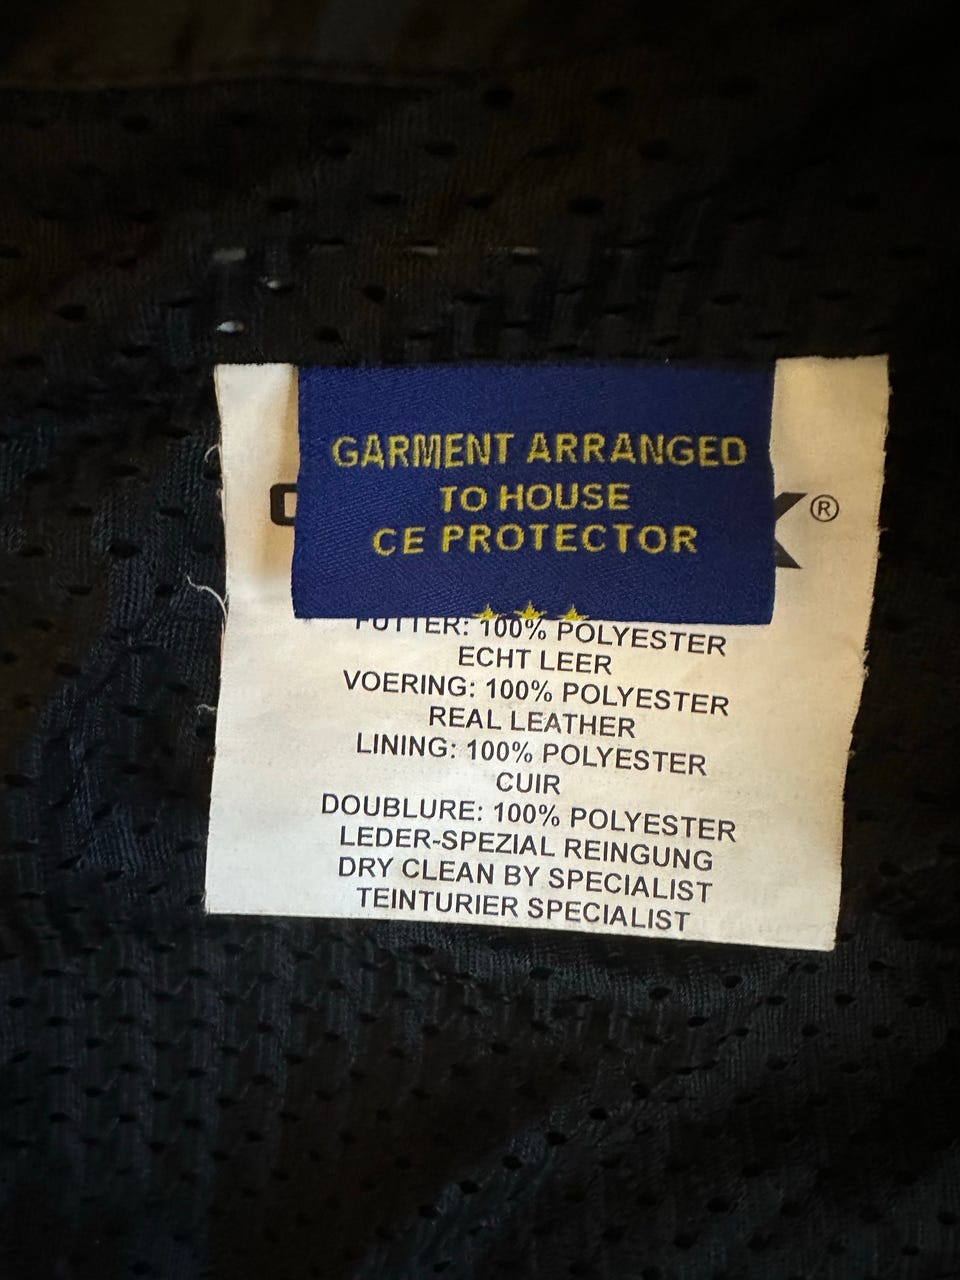 GARMENT ARRANGED
TO HOUSE
CE PROTECTOR
®
FUTTER: 100% POLYESTER
ECHT LEER
VOERING: 100% POLYESTER
REAL LEATHER
LINING: 100% POLYESTER
CUIR
DOUBLURE: 100% POLYESTER
LEDER-SPEZIAL REINGUNG
DRY CLEAN BY SPECIALIST
TEINTURIER SPECIALIST